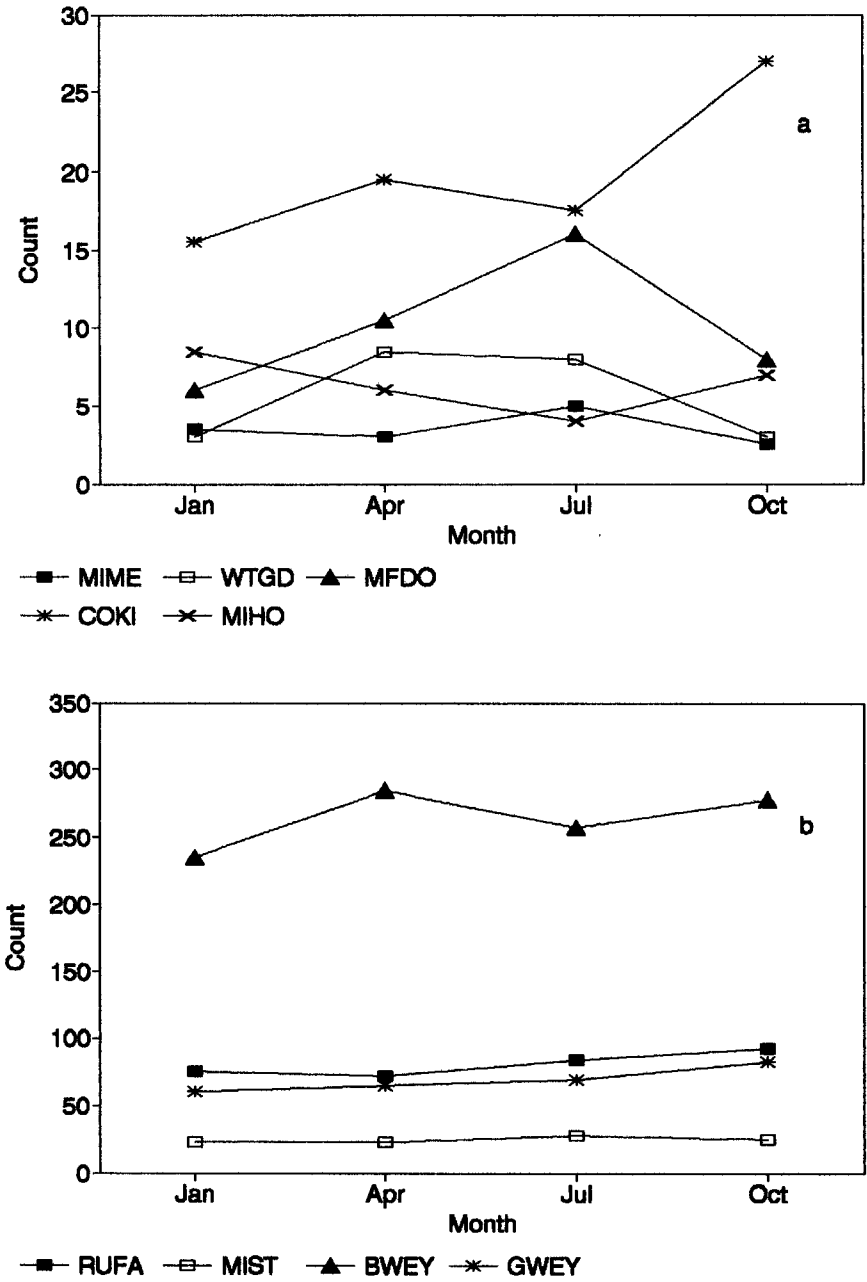 30
25
a
20
15
10
5
0
Count
Jan Apr Jul Oct
Month
MIME WTGD MFDO
COKI MIHO
350
300
b
250
200
150
100
50
0
Count
Jan Apr Jul Oct
Month
RUFA MIST BWEY GWEY